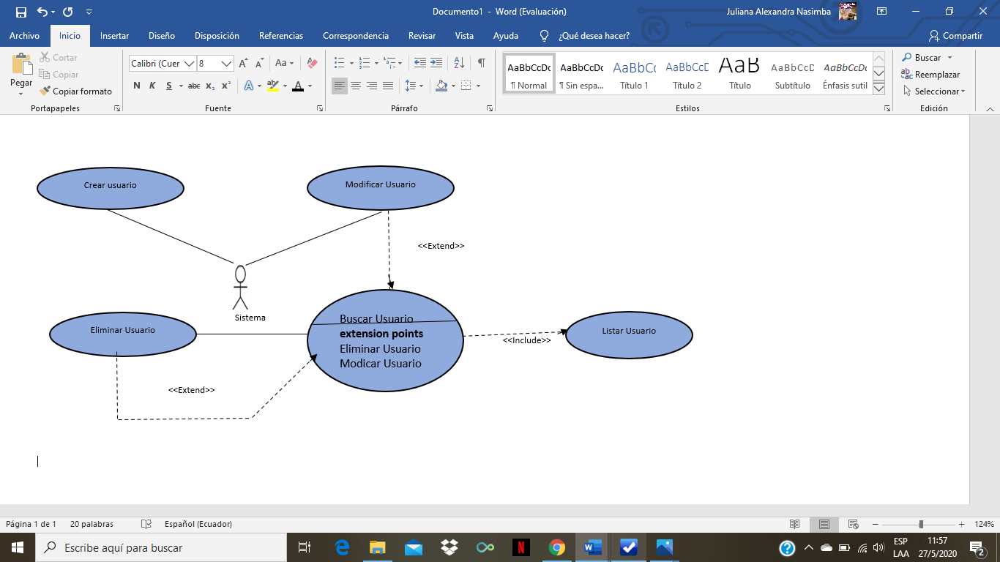 Documento1 - Word (Evaluación)
Juliana Alexandra Nasimba
Archivo Inicio Insertar Diseño Disposición Referencias Correspondencia Revisar Vista Ayuda ¿Qué desea hacer? Compartir
Pegar
Cortar
Copiar
Copiar formato
Portapapeles
Calibri (Cuer 8 A A Aa A
N K S abc x₂ x² A ab A
Fuente
A Z ¶
Párrafo
AaBbCcDc AaBbCcDc AaBbCc AaBbCcD AaB AaBbCcD AaBbCcDc
¶ Normal ¶ Sin espa... Título 1 Título 2 Título Subtítulo Énfasis sutil
Estilos
Buscar
Reemplazar
Seleccionar
Edición
Crear usuario
Modificar Usuario
<<Extend>>
Sistema
Eliminar Usuario
Buscar Usuario
extension points
Eliminar Usuario
Modicar Usuario
<<Include>>
Listar Usuario
<<Extend>>
Página 1 de 1 20 palabras Español (Ecuador) 124%
Escribe aquí para buscar
ESP
LAA
11:57
27/5/2020
2